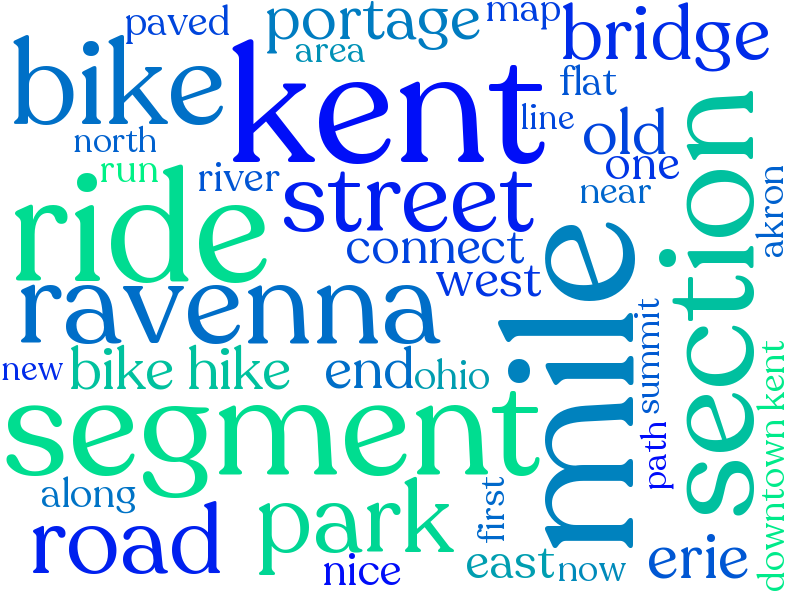 paved
portage
map
bridge
bike
area
kent
flat
north
line
old
run
river
one
ride
street
near
akron
section
connect
west
mile
ravenna
new
bike hike
end
ohio
summit
segment
path
downtown kent
along
road
park
first
nice
east
now
erie